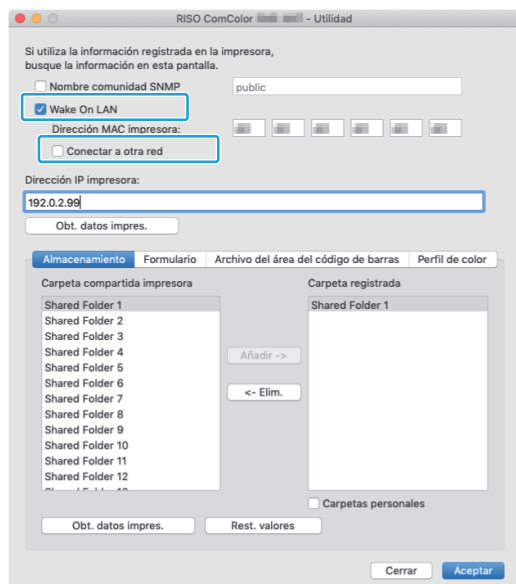 RISO ComColor - Utilidad
Si utiliza la información registrada en la impresora,
busque la información en esta pantalla.
Nombre comunidad SNMP
public
Wake On LAN
Dirección MAC impresora:
Conectar a otra red
Dirección IP impresora:
192.0.2.99
Obt. datos impres.
Almacenamiento Formulario Archivo del área del código de barras Perfil de color
Carpeta compartida impresora
Shared Folder 1
Shared Folder 2
Shared Folder 3
Shared Folder 4
Shared Folder 5
Shared Folder 6
Shared Folder 7
Shared Folder 8
Shared Folder 9
Shared Folder 10
Shared Folder 11
Shared Folder 12
Añadir ->
<- Elim.
Carpeta registrada
Shared Folder 1
Carpetas personales
Obt. datos impres.
Rest. valores
Cerrar
Aceptar